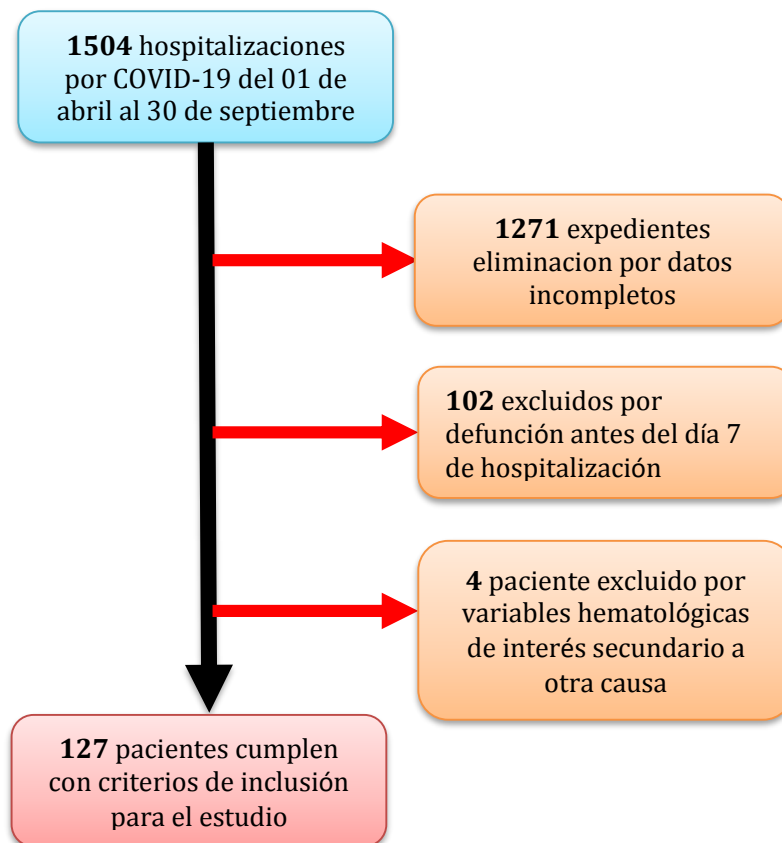 1504 hospitalizaciones
por COVID-19 del 01 de
abril al 30 de septiembre
1271 expedientes
eliminacion por datos
incompletos
102 excluidos por
defunción antes del día 7
de hospitalización
4 paciente excluido por
variables hematológicas
de interés secundario a
otra causa
127 pacientes cumplen
con criterios de inclusión
para el estudio